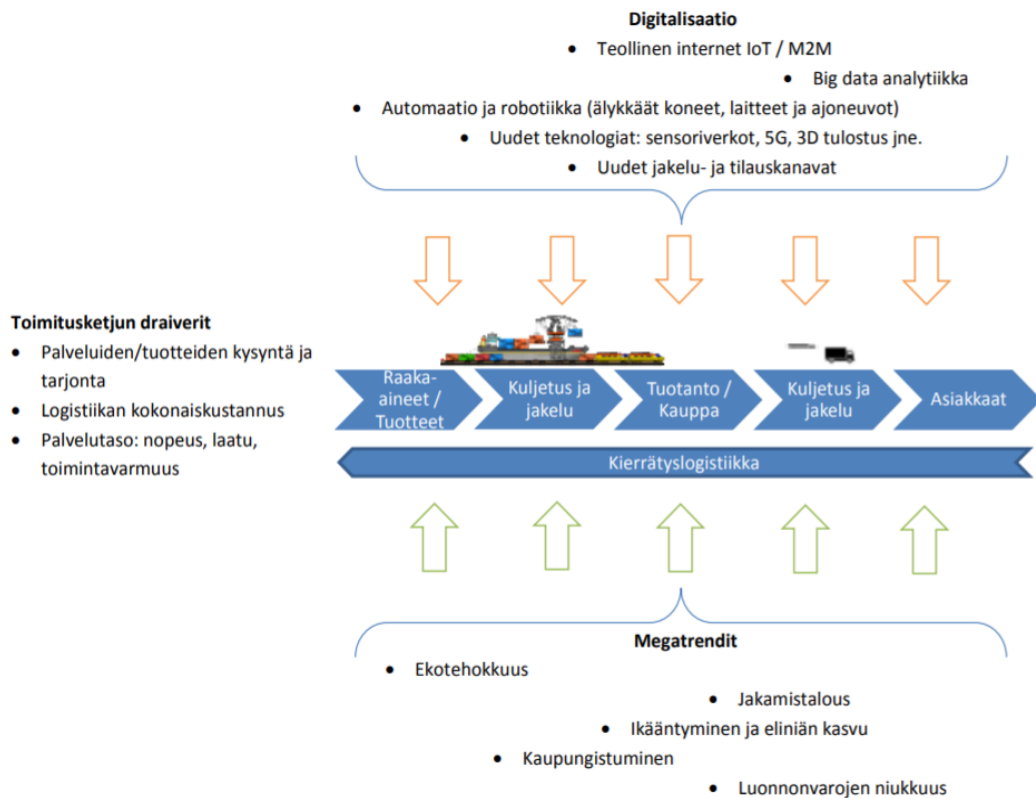 Digitalisaatio
• Teollinen internet IoT / M2M
• Big data analytiikka
• Automaatio ja robotiikka (älykkäät koneet, laitteet ja ajoneuvot)
• Uudet teknologiat: sensoriverkot, 5G, 3D tulostus jne.
• Uudet jakelu- ja tilauskanavat
Toimitusketjun draiverit
• Palveluiden/tuotteiden kysyntä ja
tarjonta
• Logistiikan kokonaiskustannus
• Palvelutaso: nopeus, laatu,
toimintavarmuus
Raaka-
aineet /
Tuotteet
Kuljetus ja
jakelu
Tuotanto /
Kauppa
Kuljetus ja
jakelu
Asiakkaat
Kierrätyslogistiikka
Megatrendit
• Ekotehokkuus
• Jakamistalous
• Ikääntyminen ja eliniän kasvu
• Kaupungistuminen
• Luonnonvarojen niukkuus